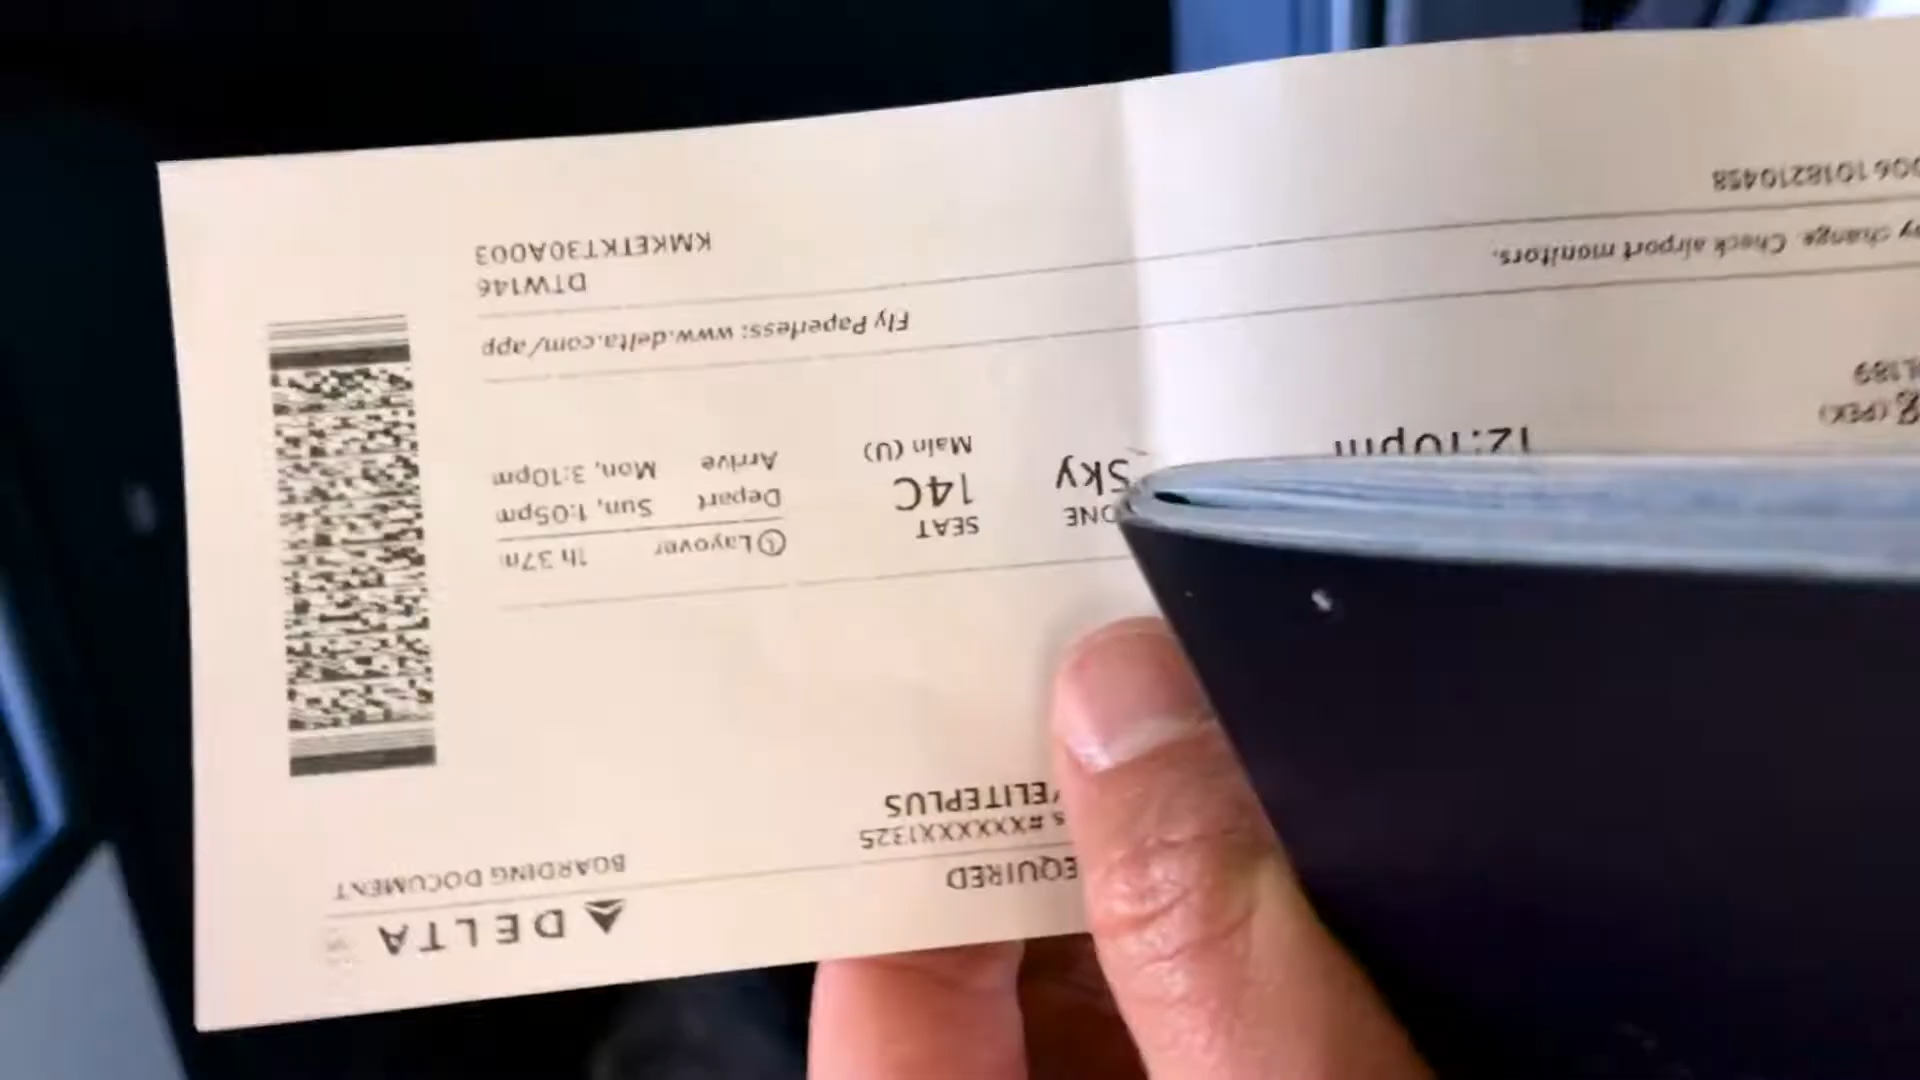 DELTA
BOARDING DOCUMENT
EQUIRED
s #XXXXXX1325
/ELITEPLUS
Layover 1h 37m
ONE SEAT
Sky 14C
Main (U)
Depart Sun, 1:05pm
Arrive Mon, 3:10pm
12:10pm
(PEK)
L189
Fly Paperless: www.delta.com/app
y change. Check airport monitors.
DTW146
KMKETKT30A003
006 1018210458